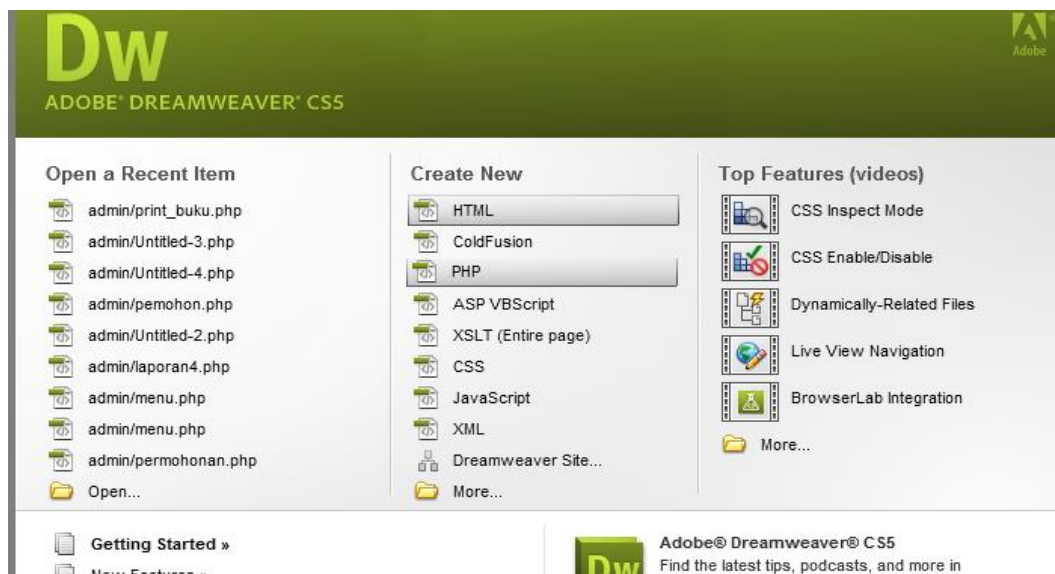 Dw
Adobe
ADOBE® DREAMWEAVER® CS5
Open a Recent Item
admin/print_buku.php
admin/Untitled-3.php
admin/Untitled-4.php
admin/pemohon.php
admin/Untitled-2.php
admin/laporan4.php
admin/menu.php
admin/menu.php
admin/permohonan.php
Open...
Create New
HTML
ColdFusion
PHP
ASP VBScript
XSLT (Entire page)
CSS
JavaScript
XML
Dreamweaver Site...
More...
Top Features (videos)
CSS Inspect Mode
CSS Enable/Disable
Dynamically-Related Files
Live View Navigation
BrowserLab Integration
More...
Getting Started »
New Features »
Dw
Adobe® Dreamweaver® CS5
Find the latest tips, podcasts, and more in